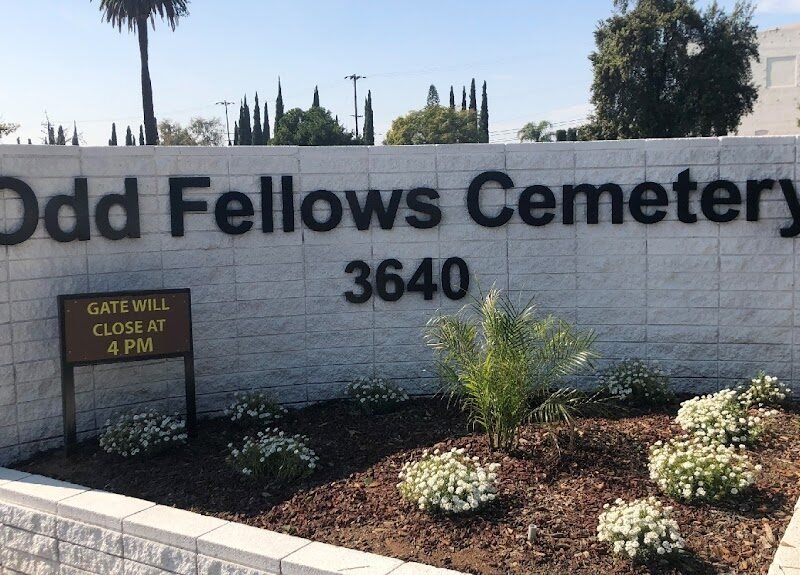 Odd Fellows Cemetery
3640
GATE WILL
CLOSE AT
4 PM